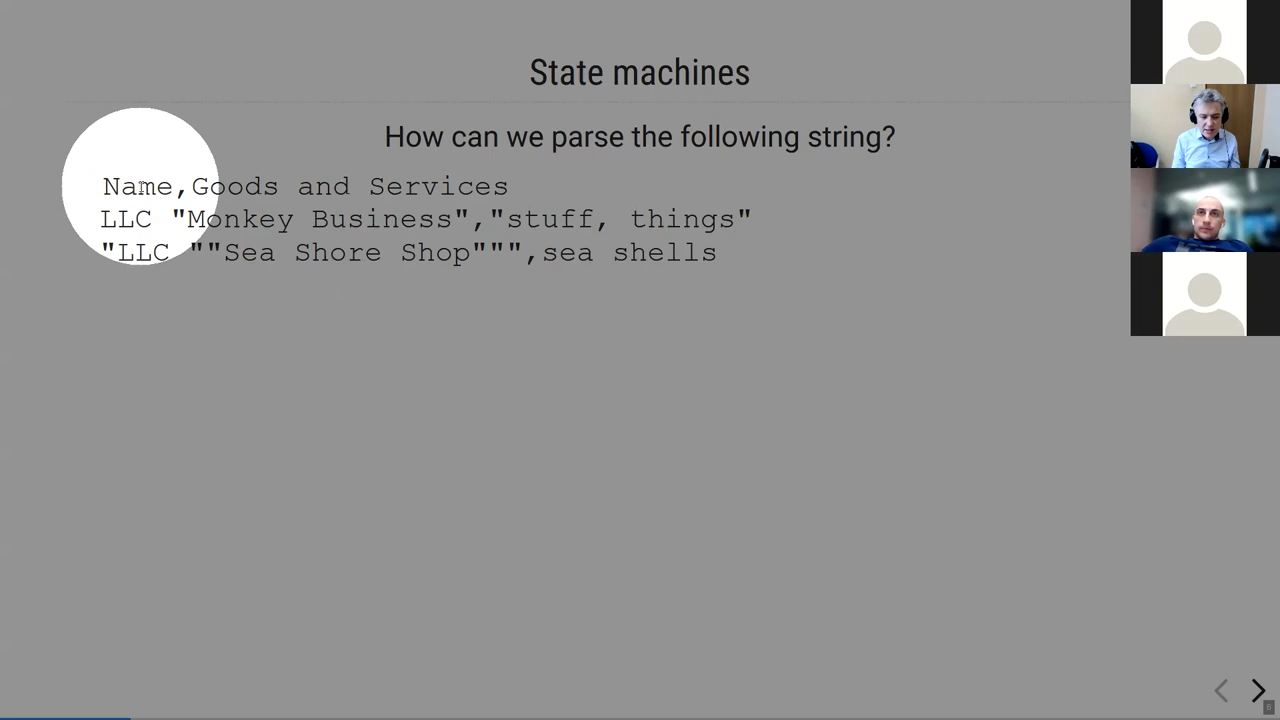 State machines
How can we parse the following string?
Name,Goods and Services
LLC "Monkey Business","stuff, things"
"LLC ""Sea Shore Shop""",sea shells
6